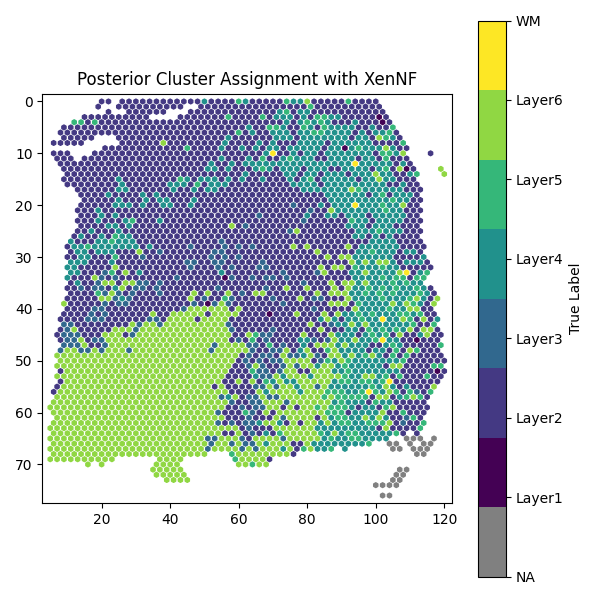 Posterior Cluster Assignment with XenNF
0
10
20
30
40
50
60
70
20
40
60
80
100
120
WM
Layer6
Layer5
Layer4
Layer3
Layer2
Layer1
NA
True Label